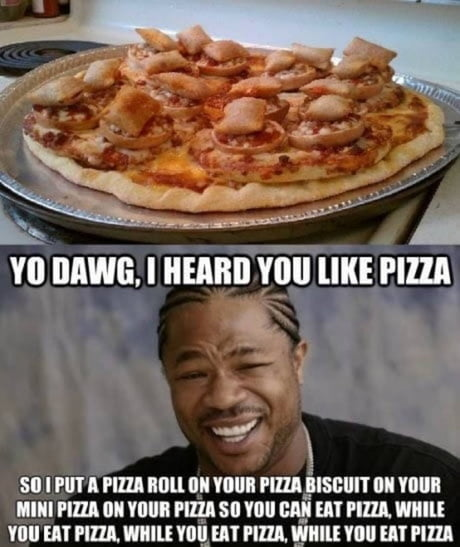 YO DAWG, I HEARD YOU LIKE PIZZA
SO I PUT A PIZZA ROLL ON YOUR PIZZA BISCUIT ON YOUR
MINI PIZZA ON YOUR PIZZA SO YOU CAN EAT PIZZA, WHILE
YOU EAT PIZZA, WHILE YOU EAT PIZZA, WHILE YOU EAT PIZZA